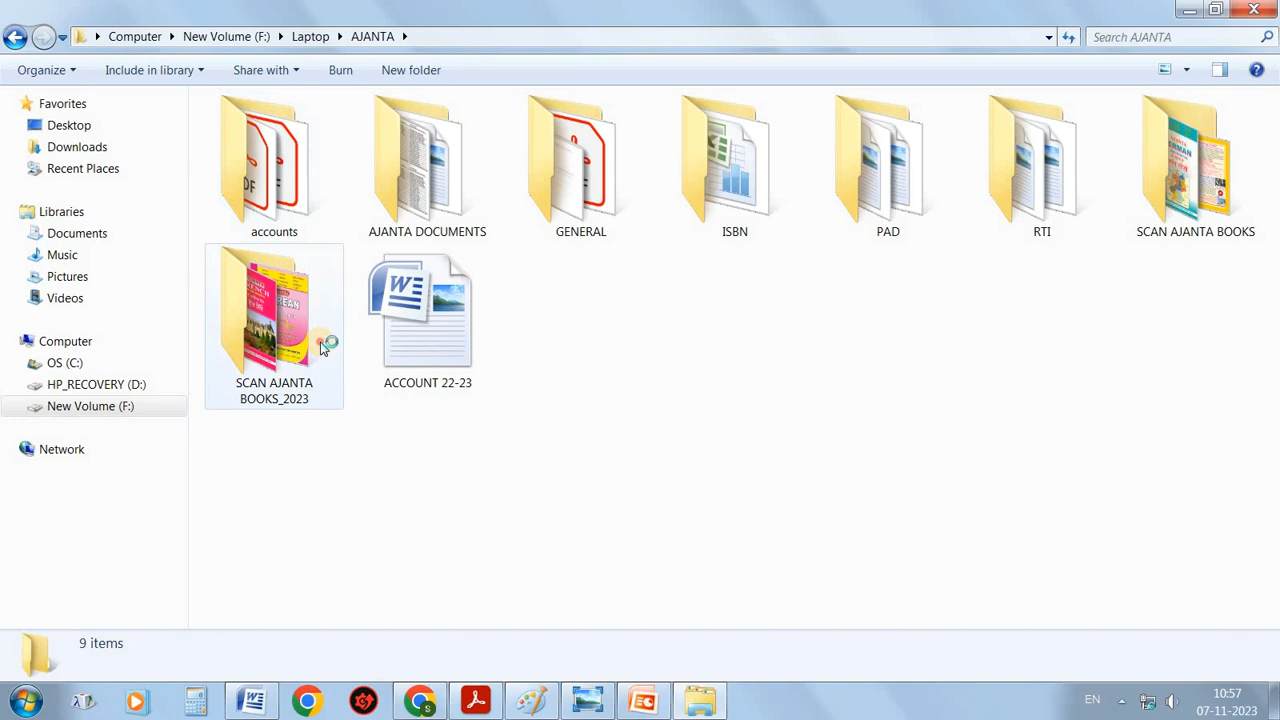 Computer New Volume (F:) Laptop AJANTA
Search AJANTA
Organize Include in library Share with Burn New folder
Favorites
Desktop
Downloads
Recent Places
Libraries
Documents
Music
Pictures
Videos
Computer
OS (C:)
HP_RECOVERY (D:)
New Volume (F:)
Network
accounts
AJANTA DOCUMENTS
GENERAL
ISBN
PAD
RTI
SCAN AJANTA BOOKS
SCAN AJANTA
BOOKS_2023
ACCOUNT 22-23
9 items
EN
10:57
07-11-2023